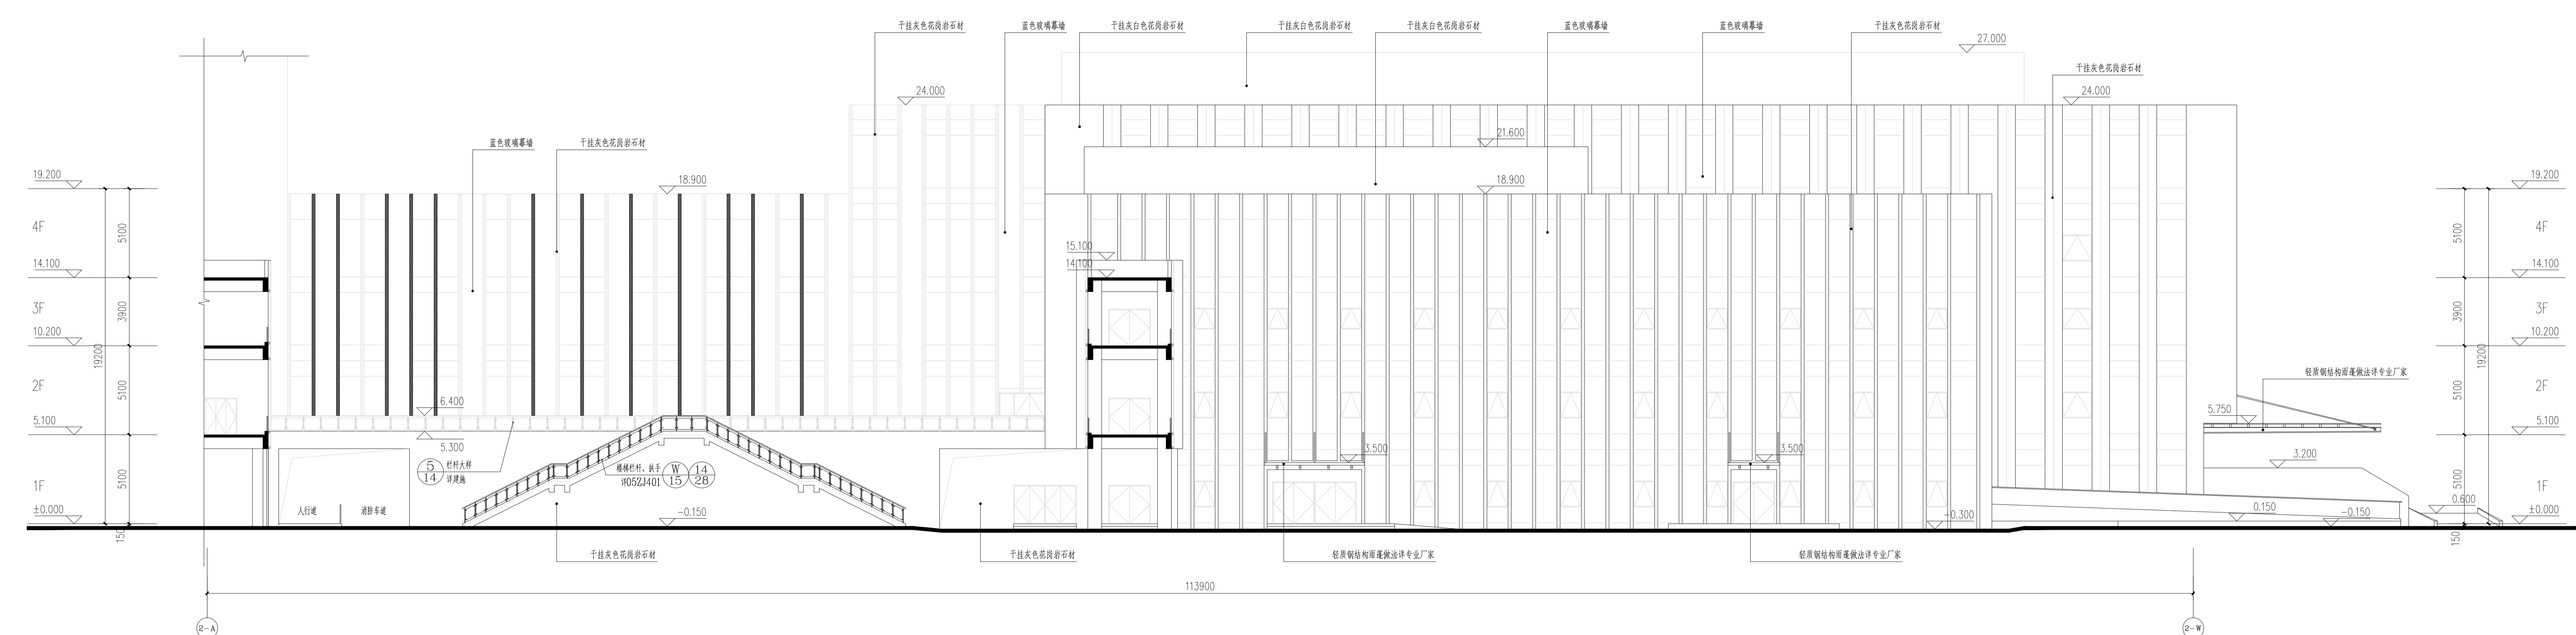 干挂灰色花岗岩石材
蓝色玻璃幕墙
干挂灰白色花岗岩石材
干挂灰白色花岗岩石材
干挂灰白色花岗岩石材
蓝色玻璃幕墙
蓝色玻璃幕墙
干挂灰色花岗岩石材
27.000
干挂灰色花岗岩石材
24.000
24.000
21.600
蓝色玻璃幕墙
干挂灰色花岗岩石材
19.200
18.900
18.900
19.200
4F
5100
5100
4F
15.100
14.100
14.100
14.100
3F
3900
3900
3F
10.200
10.200
19200
19200
2F
5100
5100
2F
轻质钢结构雨蓬做法详专业厂家
6.400
5.750
5.100
5.100
5.300
3.500
3.500
3.200
5
14
栏杆大样
详建施
楼梯栏杆、扶手
详05ZJ401
W
15
14
28
1F
5100
5100
1F
±0.000
人行道
消防车道
-0.150
-0.300
0.150
-0.150
0.600
±0.000
150
150
干挂灰色花岗岩石材
干挂灰色花岗岩石材
轻质钢结构雨蓬做法详专业厂家
轻质钢结构雨蓬做法详专业厂家
113900
2-A
2-W